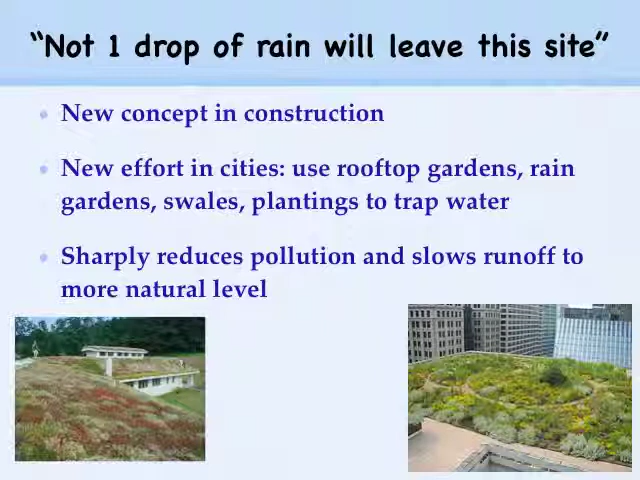 “Not 1 drop of rain will leave this site”
New concept in construction
New effort in cities: use rooftop gardens, rain
gardens, swales, plantings to trap water
Sharply reduces pollution and slows runoff to
more natural level